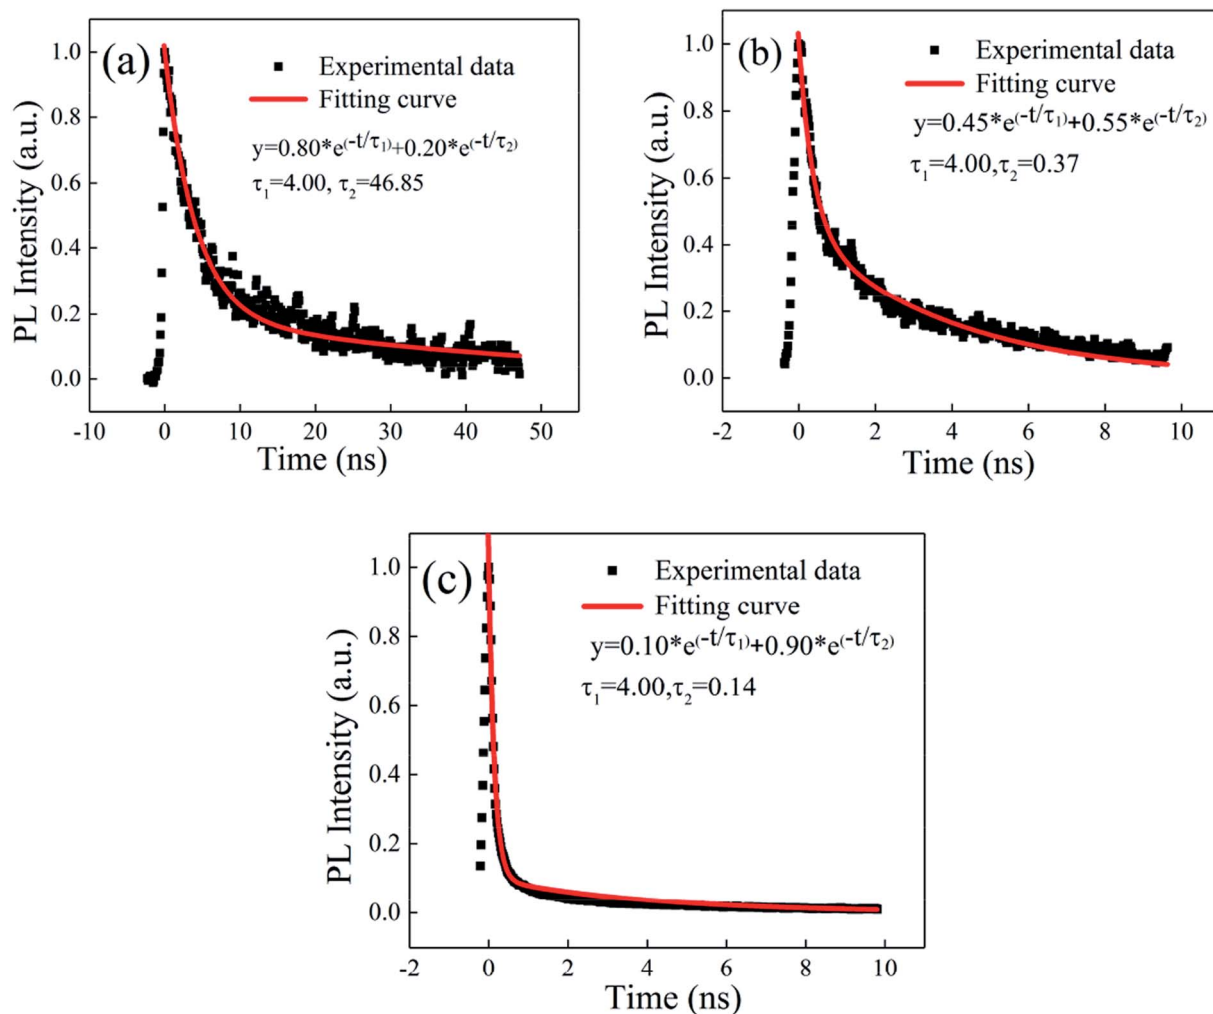 (a)
Experimental data
Fitting curve
y=0.80*e(-t/τ1)+0.20*e(-t/τ2)
τ1=4.00, τ2=46.85
PL Intensity (a.u.)
1.0
0.8
0.6
0.4
0.2
0.0
-10 0 10 20 30 40 50
Time (ns)
(b)
Experimental data
Fitting curve
y=0.45*e(-t/τ1)+0.55*e(-t/τ2)
τ1=4.00,τ2=0.37
PL Intensity (a.u.)
1.0
0.8
0.6
0.4
0.2
0.0
-2 0 2 4 6 8 10
Time (ns)
(c)
Experimental data
Fitting curve
y=0.10*e(-t/τ1)+0.90*e(-t/τ2)
τ1=4.00,τ2=0.14
PL Intensity (a.u.)
1.0
0.8
0.6
0.4
0.2
0.0
-2 0 2 4 6 8 10
Time (ns)